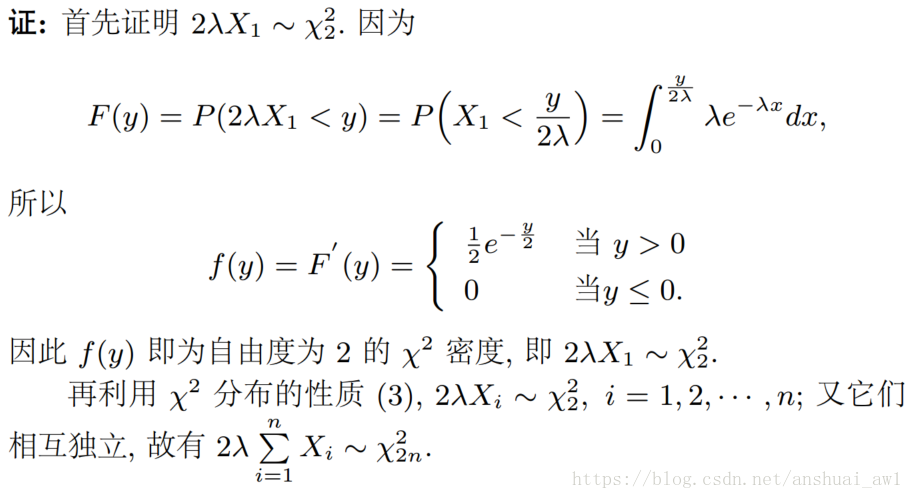 证: 首先证明 2λX₁ ∼ χ²₂. 因为
F(y) = P(2λX₁ < y) = P(X₁ < y/2λ) = ∫₀^{y/2λ} λe^{−λx}dx,
所以
f(y) = F′(y) = { ½e^{−y/2} 当 y > 0
0 当y ≤ 0.
因此 f(y) 即为自由度为 2 的 χ² 密度, 即 2λX₁ ∼ χ²₂.
再利用 χ² 分布的性质 (3), 2λXᵢ ∼ χ²₂, i = 1, 2, ⋯ , n; 又它们
相互独立, 故有 2λ ∑_{i=1}^{n} Xᵢ ∼ χ²₂ₙ.
https://blog.csdn.net/anshuai_aw1